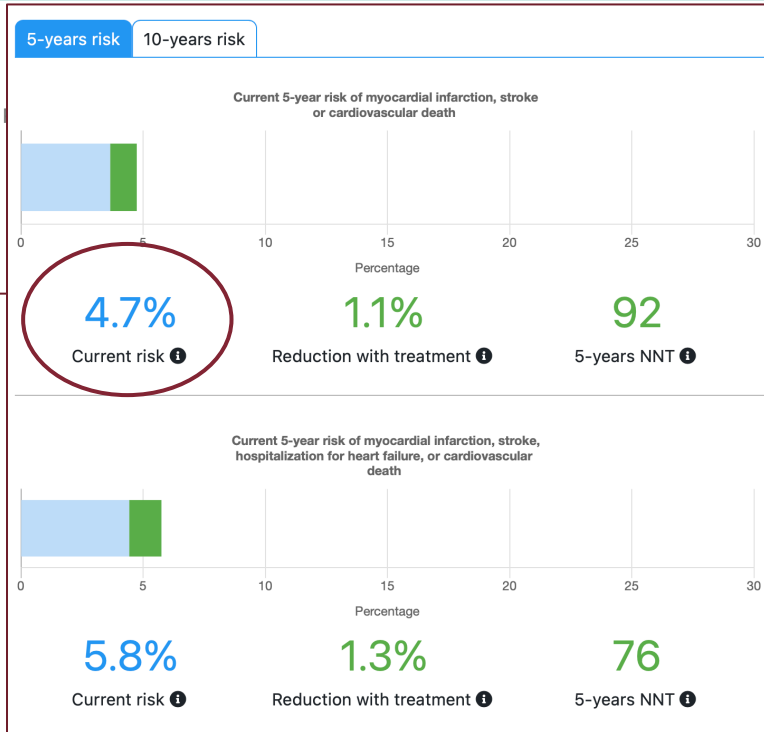 5-years risk 10-years risk
Current 5-year risk of myocardial infarction, stroke
or cardiovascular death
0 5 10 15 20 25 30
Percentage
4.7% 1.1% 92
Current risk Reduction with treatment 5-years NNT
Current 5-year risk of myocardial infarction, stroke,
hospitalization for heart failure, or cardiovascular
death
0 5 10 15 20 25 30
Percentage
5.8% 1.3% 76
Current risk Reduction with treatment 5-years NNT